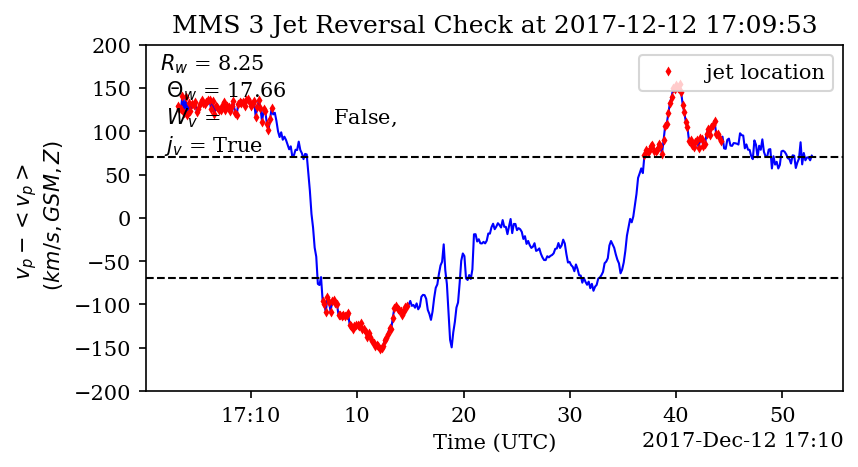 MMS 3 Jet Reversal Check at 2017-12-12 17:09:53
200
150
100
50
0
−50
−100
−150
−200
v_p − < v_p >
(km/s, GSM, Z)
R_w = 8.25
Θ_w = 17.66
W_v = False,
j_v = True
jet location
17:10 10 20 30 40 50
Time (UTC)
2017-Dec-12 17:10